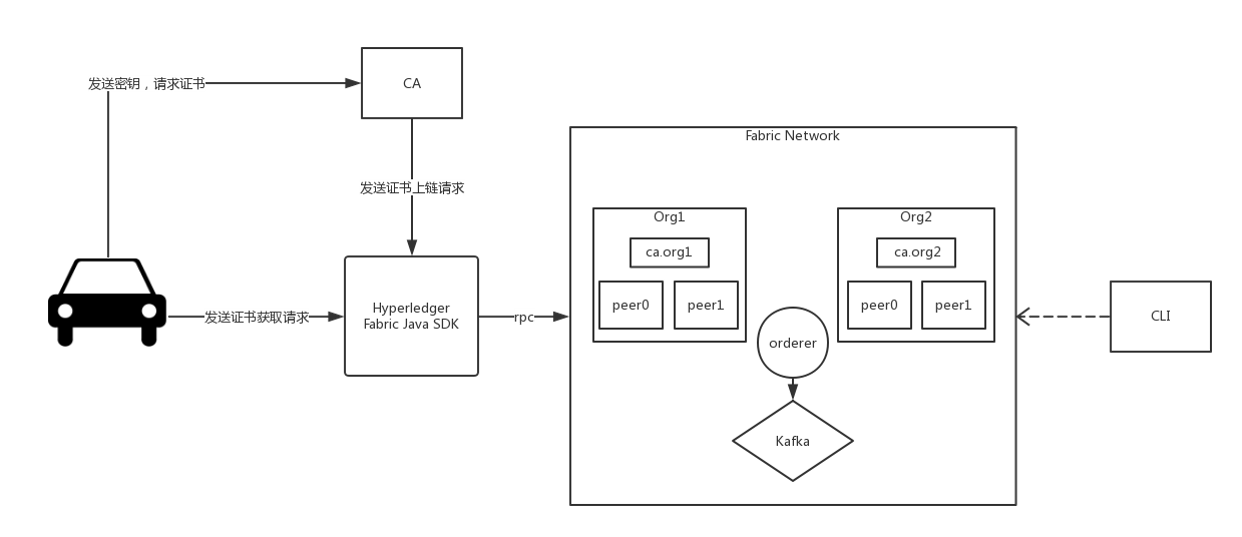 发送密钥，请求证书
CA
发送证书上链请求
Hyperledger
Fabric Java SDK
发送证书获取请求
rpc
Fabric Network
Org1
ca.org1
peer0
peer1
Org2
ca.org2
peer0
peer1
orderer
Kafka
CLI